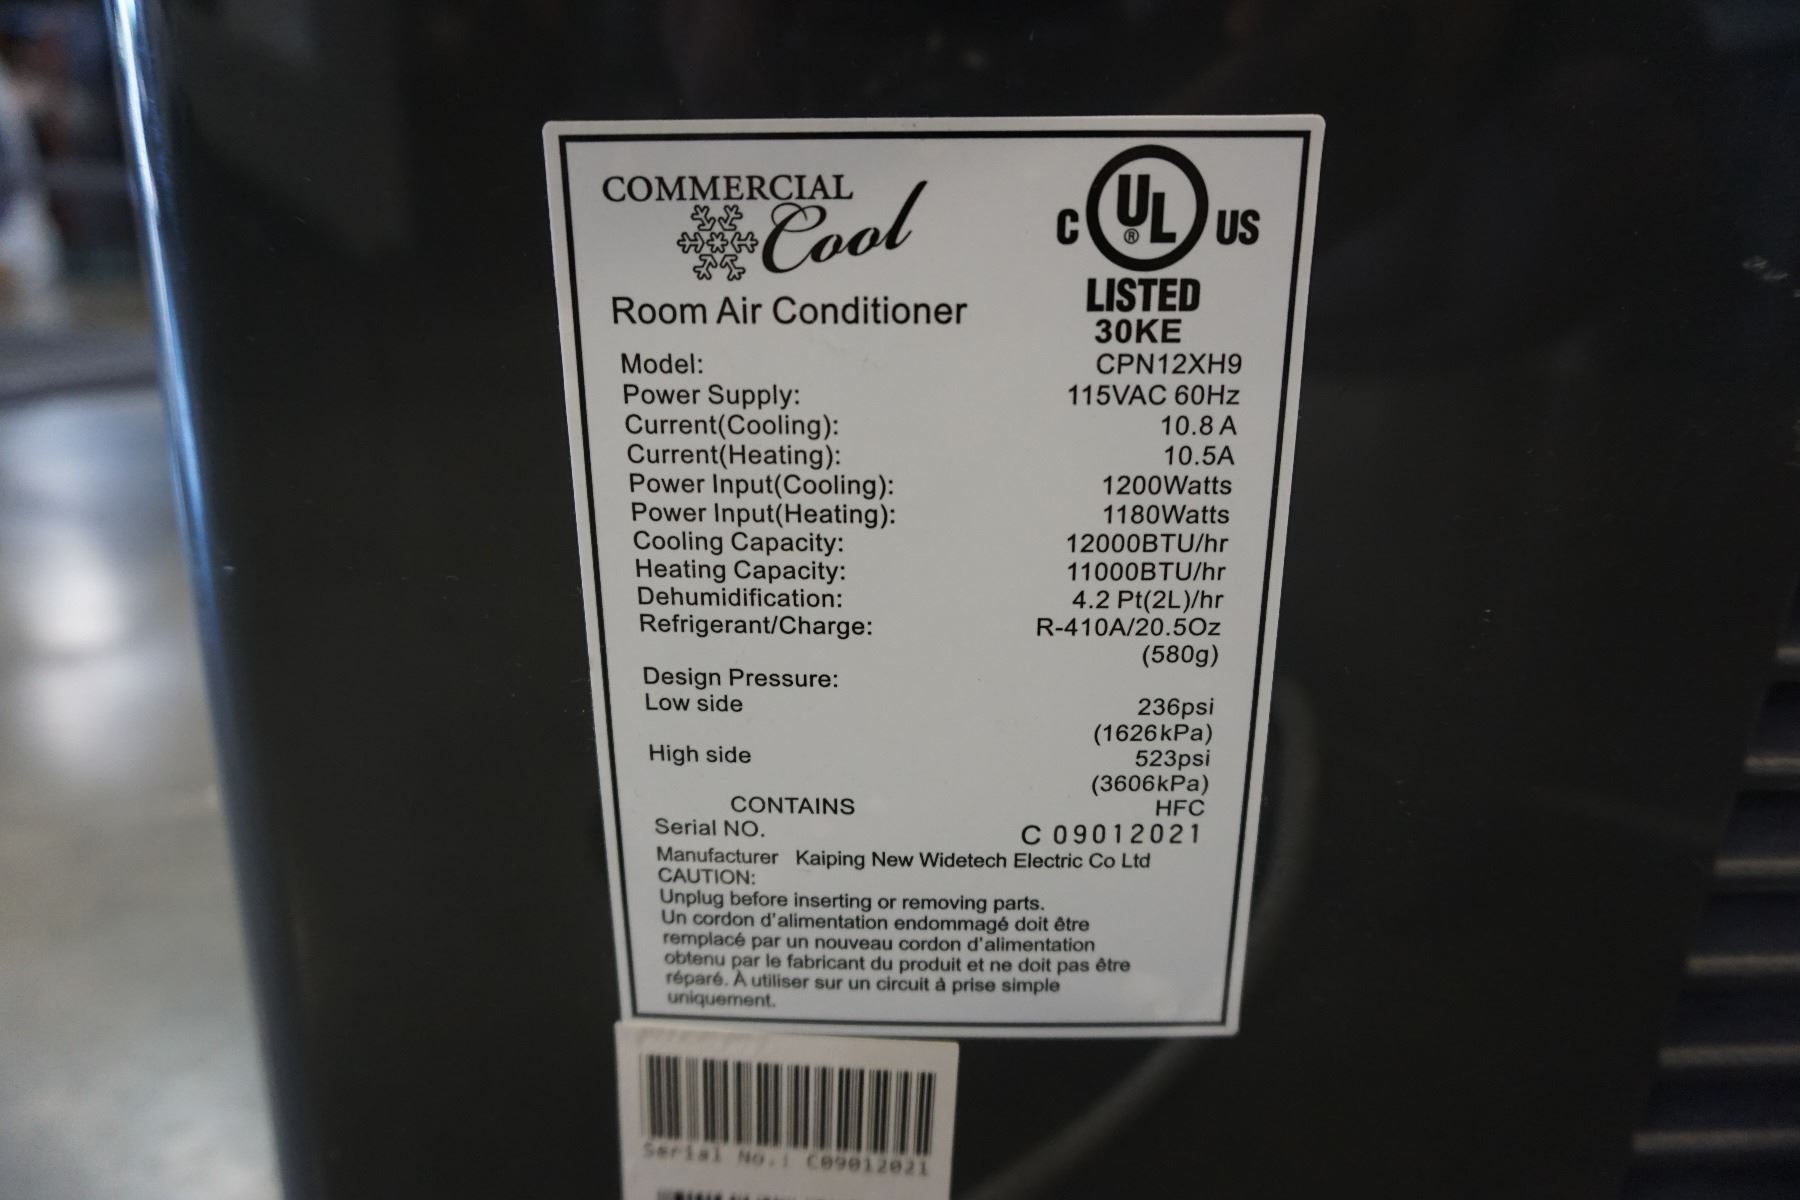 COMMERCIAL
Cool
C UL ® US
LISTED
30KE
Room Air Conditioner
Model: CPN12XH9
Power Supply: 115VAC 60Hz
Current(Cooling): 10.8 A
Current(Heating): 10.5A
Power Input(Cooling): 1200Watts
Power Input(Heating): 1180Watts
Cooling Capacity: 12000BTU/hr
Heating Capacity: 11000BTU/hr
Dehumidification: 4.2 Pt(2L)/hr
Refrigerant/Charge: R-410A/20.5Oz
(580g)
Design Pressure:
Low side 236psi
(1626kPa)
High side 523psi
(3606kPa)
CONTAINS HFC
Serial NO. C 09012021
Manufacturer Kaiping New Widetech Electric Co Ltd
CAUTION:
Unplug before inserting or removing parts.
Un cordon d'alimentation endommagé doit être
remplacé par un nouveau cordon d'alimentation
obtenu par le fabricant du produit et ne doit pas être
réparé. À utiliser sur un circuit à prise simple
uniquement.
Serial No.: C09012021